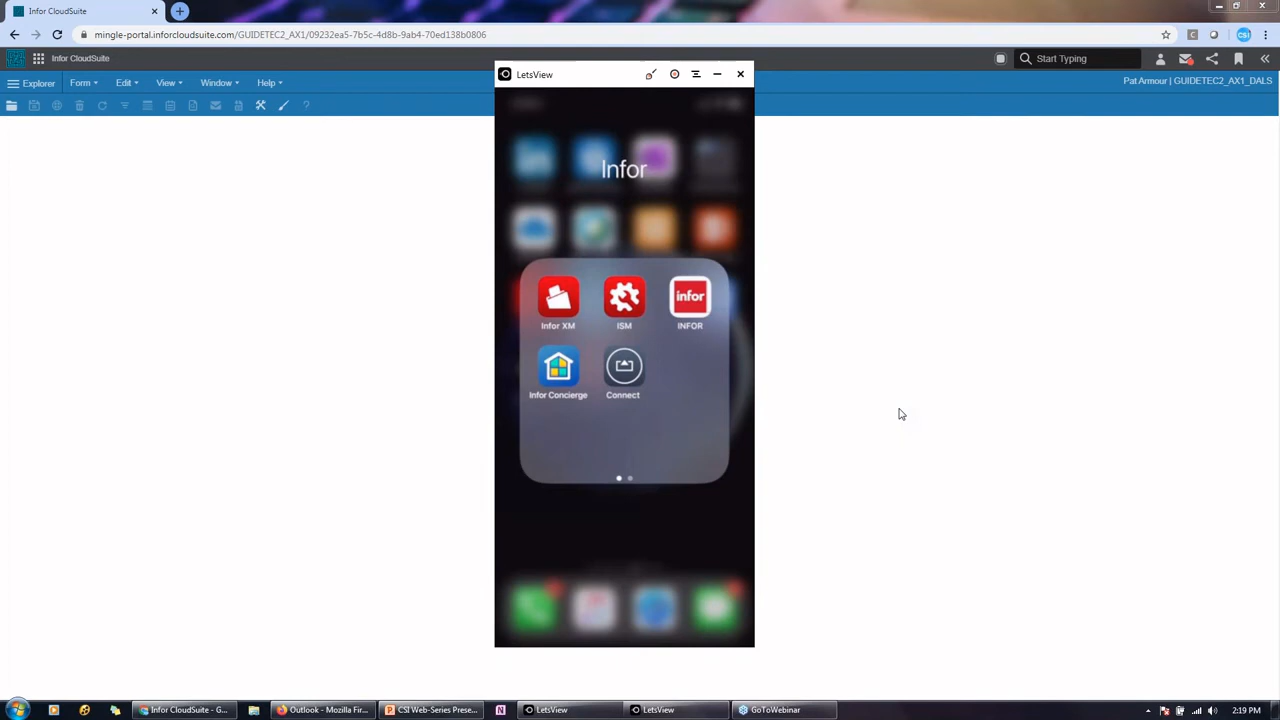 Infor CloudSuite
mingle-portal.inforcloudsuite.com/GUIDETEC2_AX1/09232ea5-7b5c-4d8b-9ab4-70ed138b0806
Infor CloudSuite
Start Typing
Explorer Form Edit View Window Help
Pat Armour | GUIDETEC2_AX1_DALS
LetsView
Infor
infor
Infor XM ISM INFOR
Infor Concierge Connect
Infor CloudSuite - G...
Outlook - Mozilla Fir...
CSI Web-Series Prese...
LetsView
LetsView
GoToWebinar
2:19 PM